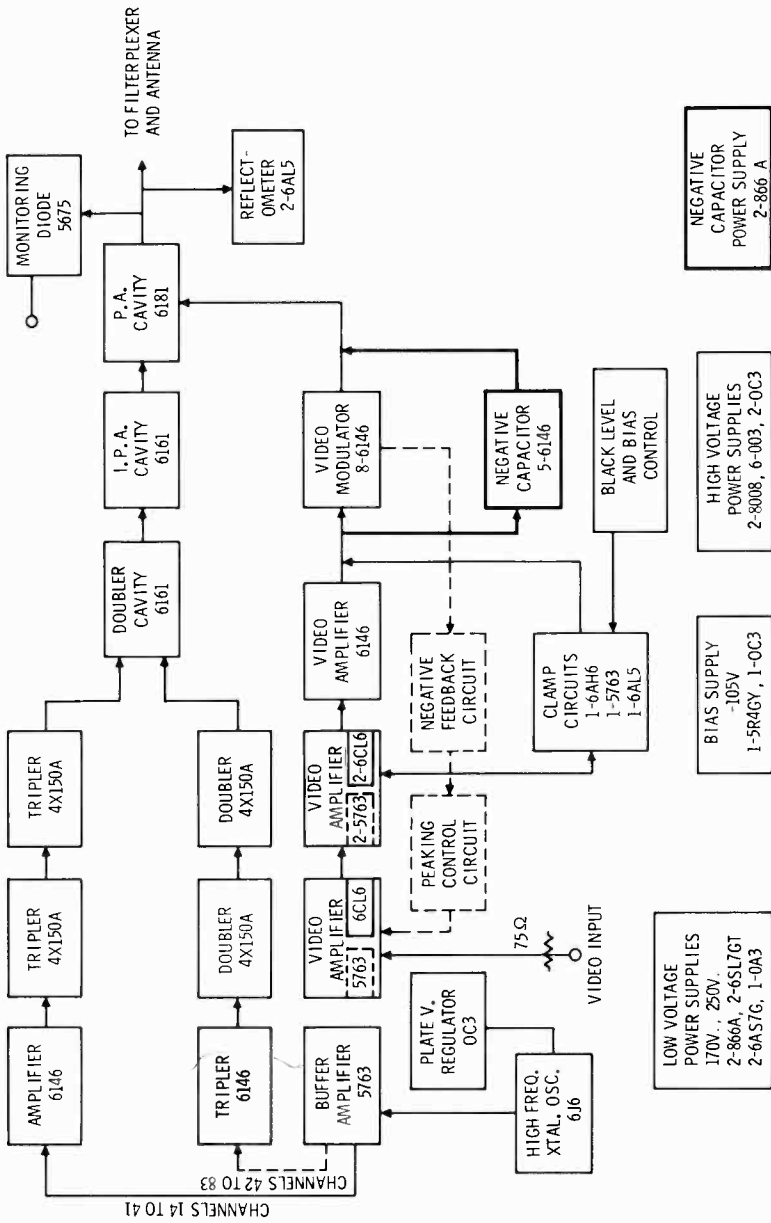 MONITORING
DIODE
5675
TO FILTERPLEXER
AND ANTENNA
REFLECT-
OMETER
2-6AL5
P.A.
CAVITY
6181
I.P.A.
CAVITY
6161
DOUBLER
CAVITY
6161
TRIPLER
4X150A
TRIPLER
4X150A
AMPLIFIER
6146
DOUBLER
4X150A
DOUBLER
4X150A
TRIPLER
6146
BUFFER
AMPLIFIER
5763
CHANNELS 14 TO 41
CHANNELS 42 TO 83
HIGH FREQ.
XTAL. OSC.
6J6
PLATE V.
REGULATOR
OC3
VIDEO INPUT
75Ω
VIDEO
AMPLIFIER
5763
6CL6
VIDEO
AMPLIFIER
2-5763
2-6CL6
VIDEO AMPLIFIER
6146
VIDEO
MODULATOR
8-6146
NEGATIVE
CAPACITOR
5-6146
NEGATIVE
FEEDBACK
CIRCUIT
PEAKING
CONTROL
CIRCUIT
CLAMP
CIRCUITS
1-6AH6
1-5763
1-6AL5
BLACK LEVEL
AND BIAS
CONTROL
LOW VOLTAGE
POWER SUPPLIES
170V., 250V.
2-866A, 2-6SL7GT
2-6AS7G, 1-0A3
BIAS SUPPLY
-105V
1-5R4GY, 1-OC3
HIGH VOLTAGE
POWER SUPPLIES
2-8008, 6-003, 2-OC3
NEGATIVE
CAPACITOR
POWER SUPPLY
2-866 A